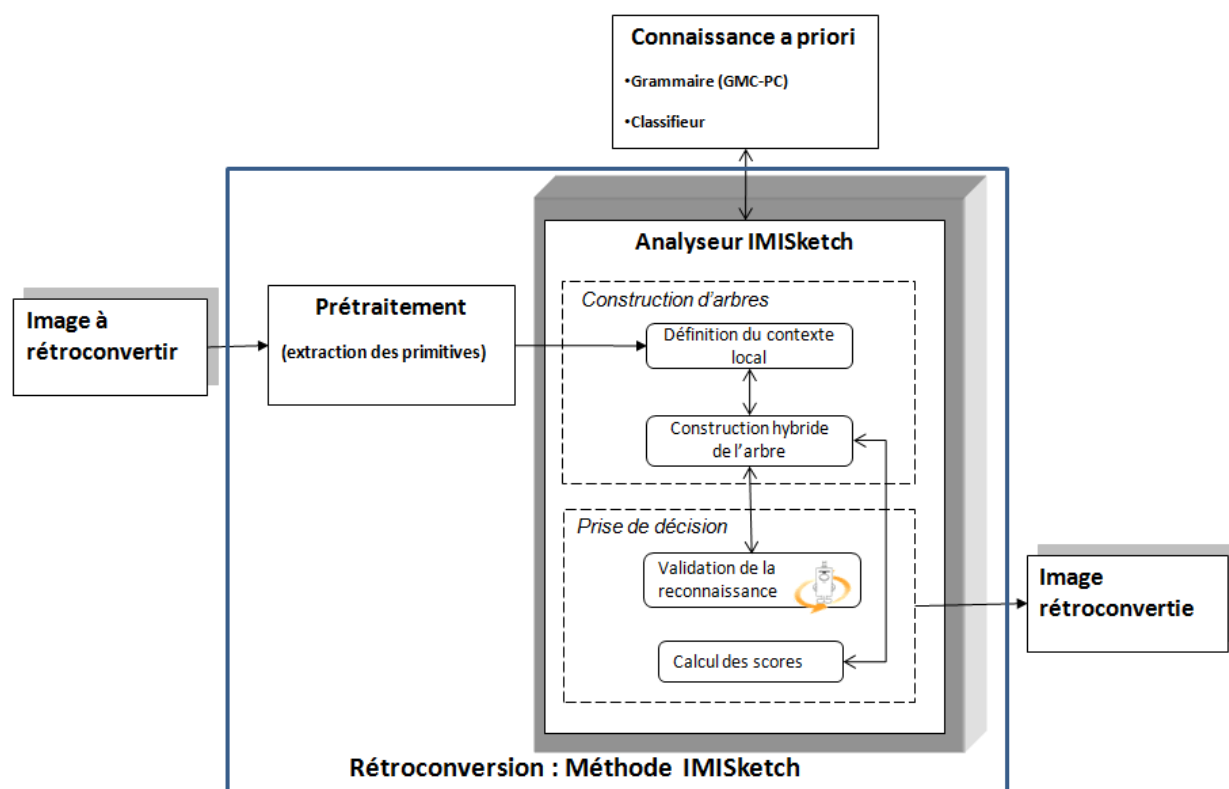 Connaissance a priori
•Grammaire (GMC-PC)
•Classifieur
Analyseur IMISketch
Construction d'arbres
Image à
rétroconvertir
Prétraitement
(extraction des primitives)
Définition du contexte
local
Construction hybride
de l'arbre
Prise de décision
Validation de la
reconnaissance
Calcul des scores
Image
rétroconvertie
Rétroconversion : Méthode IMISketch